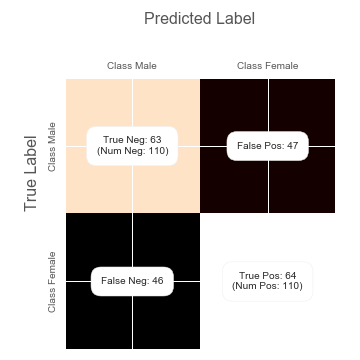 Predicted Label
Class Male
Class Female
True Label
Class Male
True Neg: 63
(Num Neg: 110)
False Pos: 47
Class Female
False Neg: 46
True Pos: 64
(Num Pos: 110)